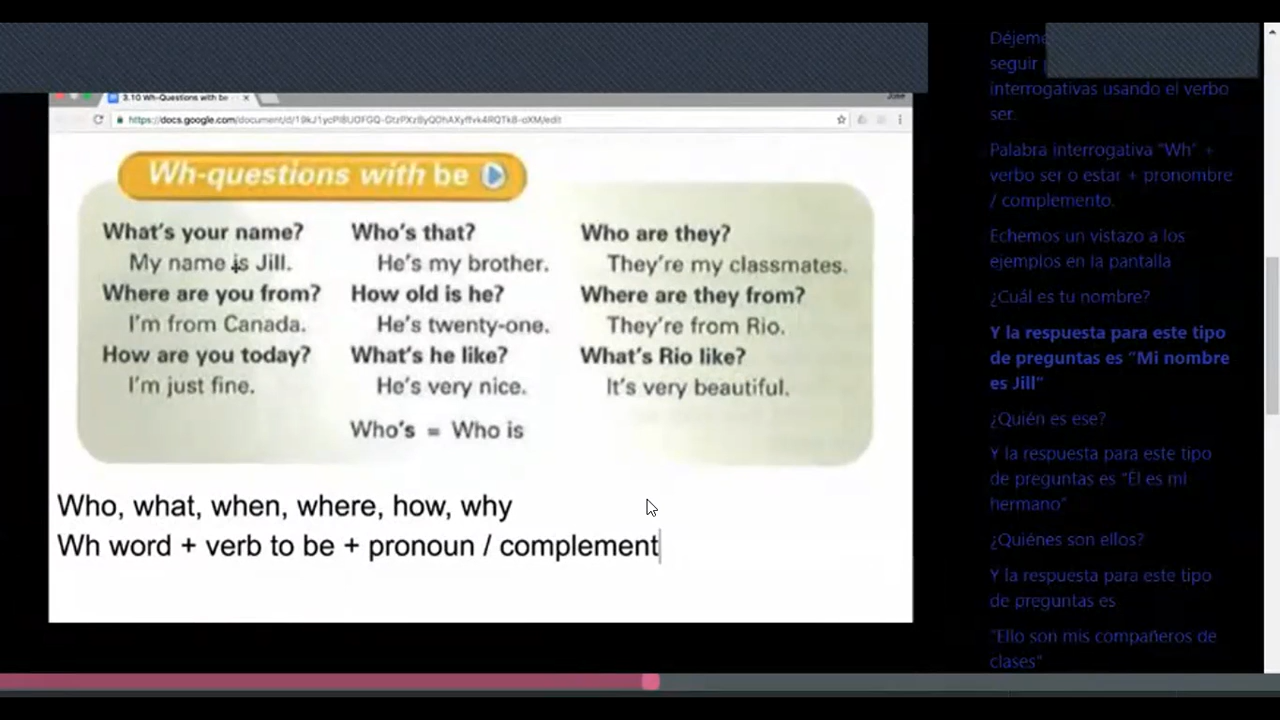 3.10 Wh-Questions with be
Wh-questions with be
What's your name?
My name is Jill.
Where are you from?
I'm from Canada.
How are you today?
I'm just fine.
Who's that?
He's my brother.
How old is he?
He's twenty-one.
What's he like?
He's very nice.
Who's = Who is
Who are they?
They're my classmates.
Where are they from?
They're from Rio.
What's Rio like?
It's very beautiful.
Who, what, when, where, how, why
Wh word + verb to be + pronoun / complement
Déjeme
seguir
interrogativas usando el verbo
ser.
Palabra interrogativa “Wh” +
verbo ser o estar + pronombre
/ complemento.
Echemos un vistazo a los
ejemplos en la pantalla
¿Cuál es tu nombre?
Y la respuesta para este tipo
de preguntas es “Mi nombre
es Jill”
¿Quién es ese?
Y la respuesta para este tipo
de preguntas es “Él es mi
hermano”
¿Quiénes son ellos?
Y la respuesta para este tipo
de preguntas es
“Ello son mis compañeros de
clases”